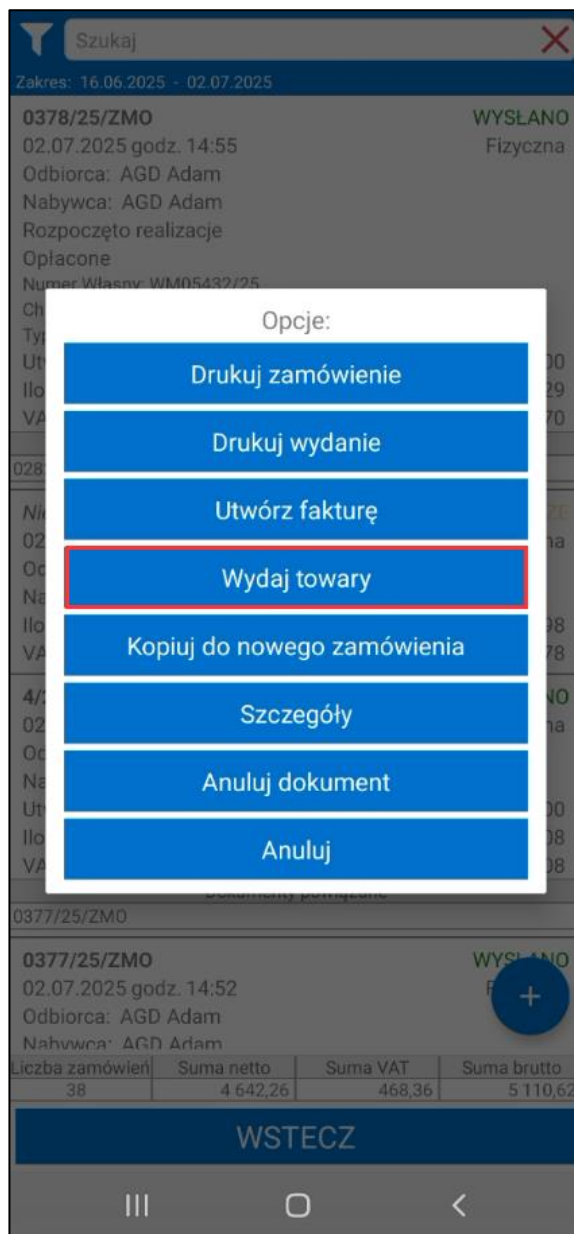 Szukaj
Zakres: 16.06.2025 - 02.07.2025
0378/25/ZMO WYSŁANO
02.07.2025 godz. 14:55 Fizyczna
Odbiorca: AGD Adam
Nabywca: AGD Adam
Rozpoczęto realizacje
Opłacone
Numer Własny: WM05432/25
Opcje:
Drukuj zamówienie
Drukuj wydanie
Utwórz fakturę
Wydaj towary
Kopiuj do nowego zamówienia
Szczegóły
Anuluj dokument
Anuluj
Dokumenty powiązane
0377/25/ZMO
0377/25/ZMO WYSŁANO
02.07.2025 godz. 14:52
Odbiorca: AGD Adam
Nabywca: AGD Adam
Liczba zamówień Suma netto Suma VAT Suma brutto
38 4 642,26 468,36 5 110,62
WSTECZ